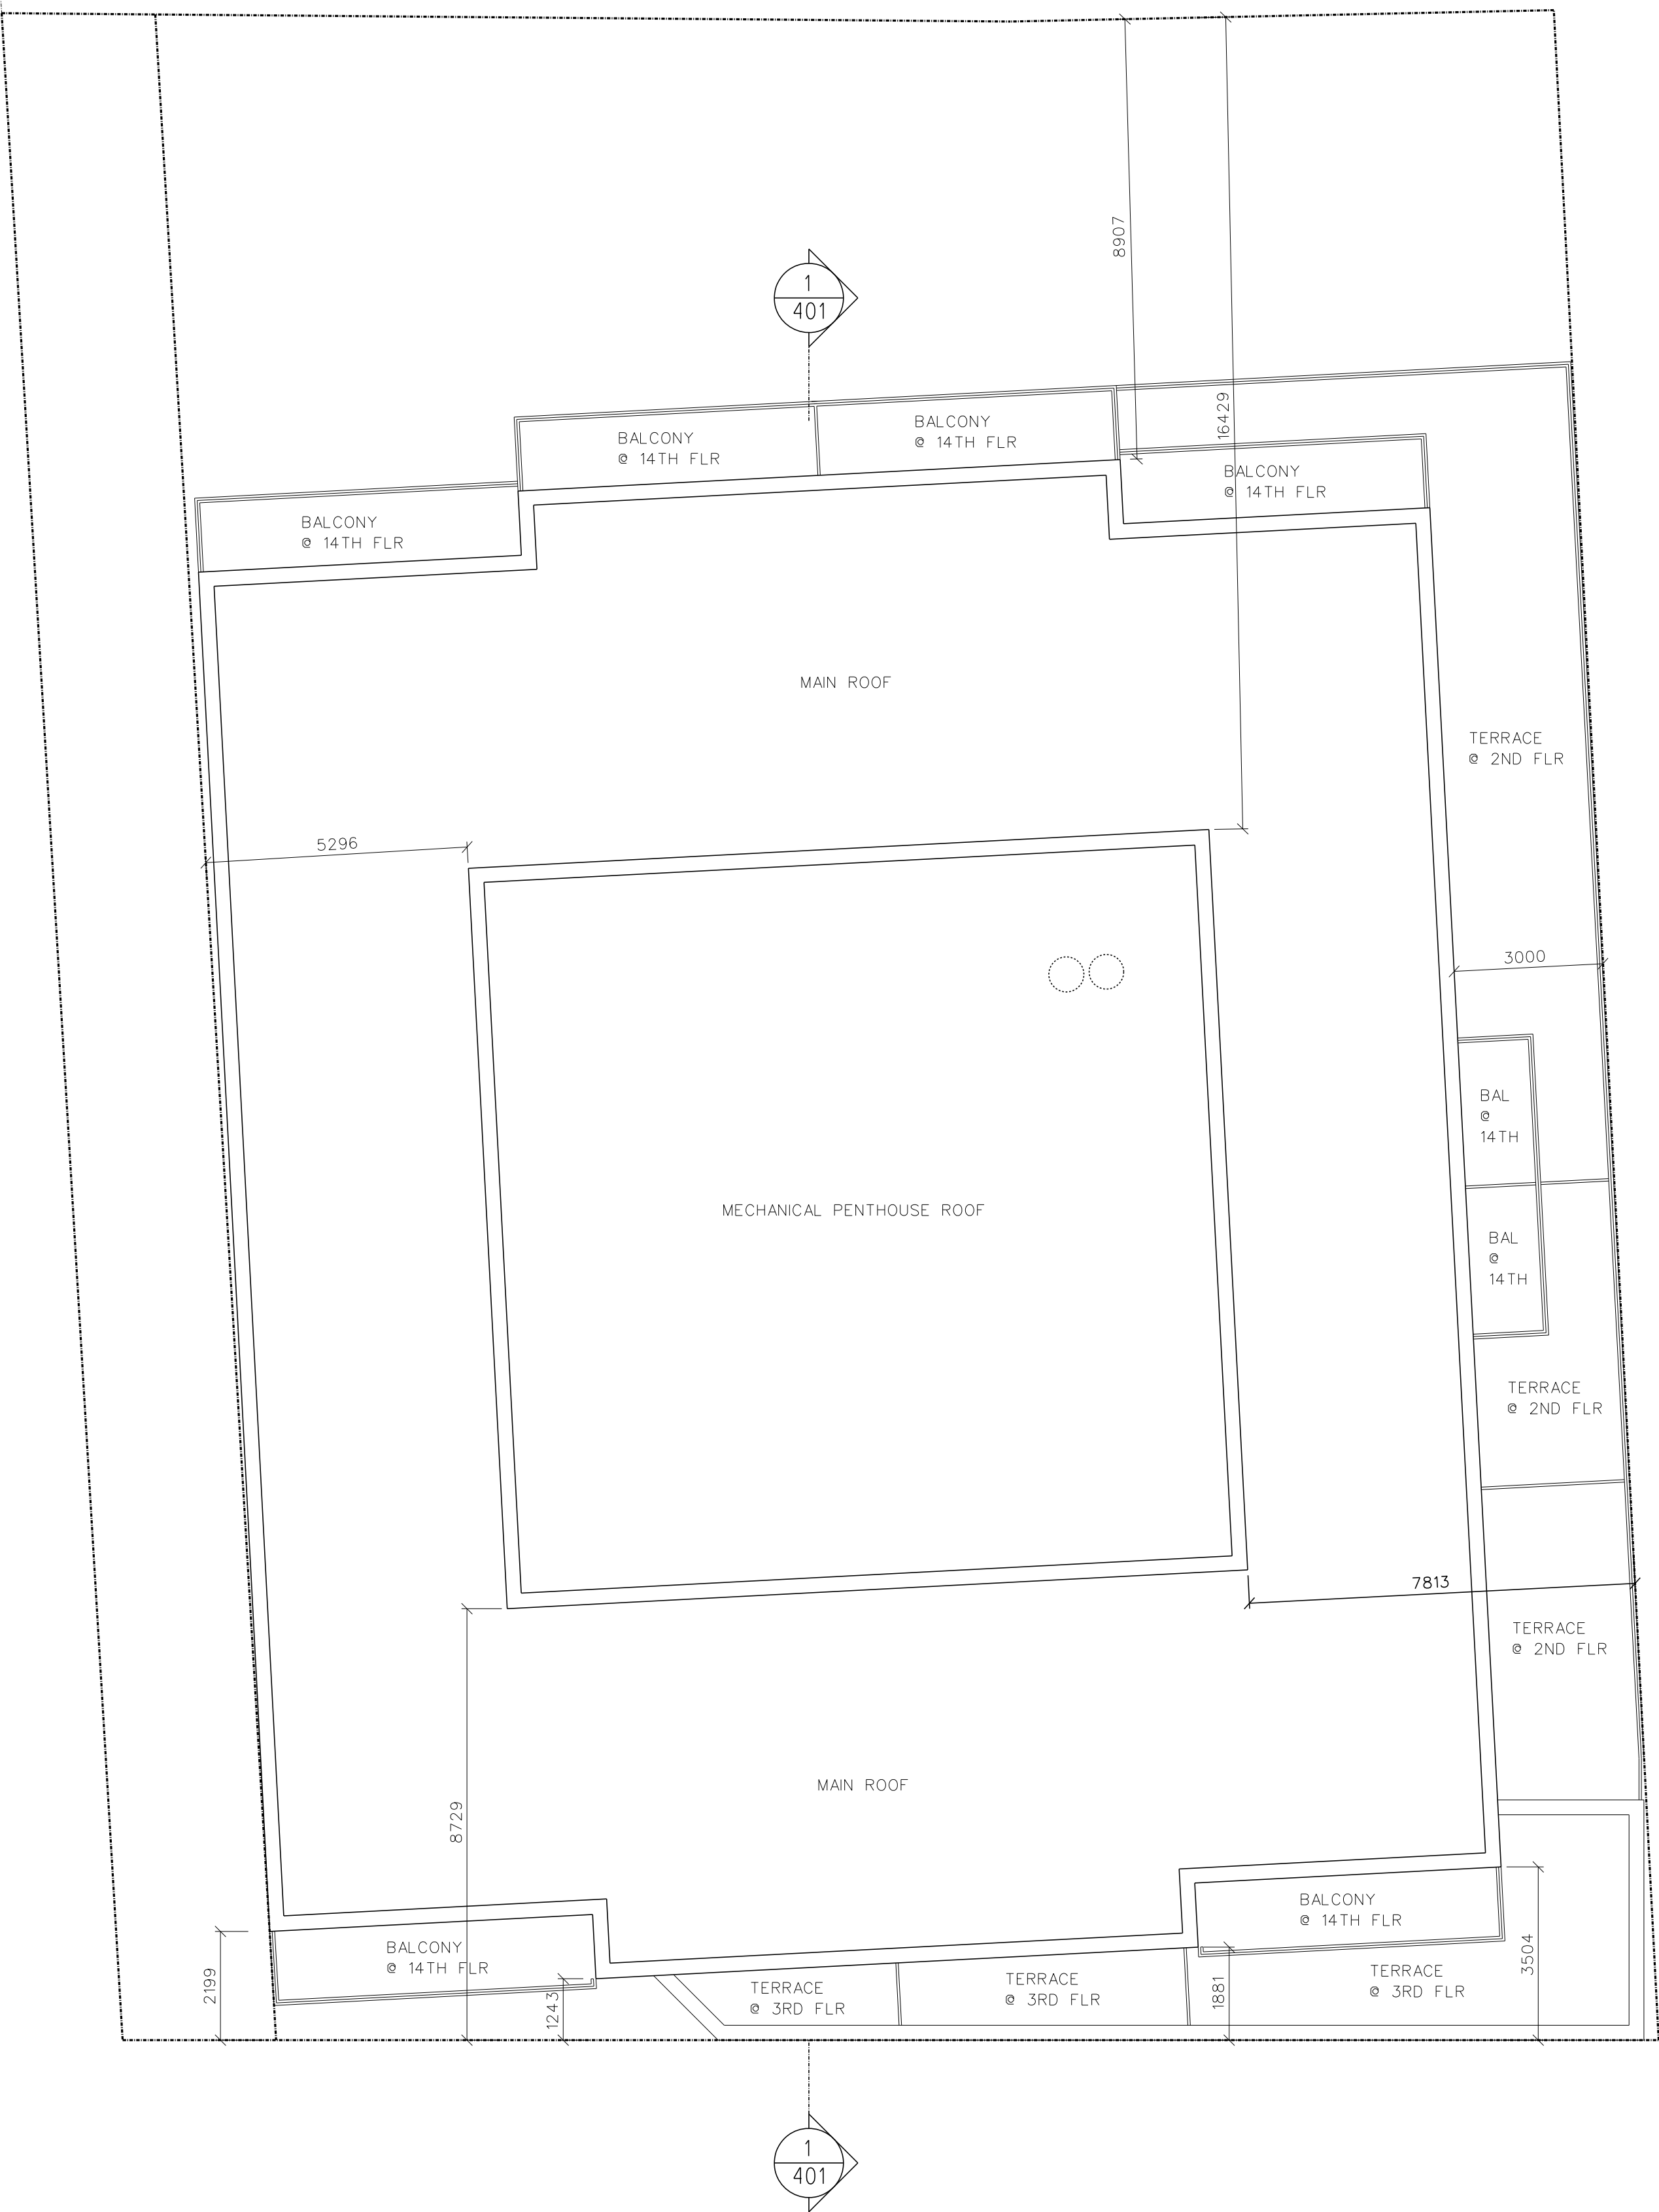 8907
1
401
16429
BALCONY
@ 14TH FLR
BALCONY
@ 14TH FLR
BALCONY
@ 14TH FLR
BALCONY
@ 14TH FLR
MAIN ROOF
TERRACE
@ 2ND FLR
5296
3000
BAL
@
14TH
MECHANICAL PENTHOUSE ROOF
BAL
@
14TH
TERRACE
@ 2ND FLR
7813
TERRACE
@ 2ND FLR
MAIN ROOF
8729
BALCONY
@ 14TH FLR
BALCONY
@ 14TH FLR
3504
2199
1243
TERRACE
@ 3RD FLR
TERRACE
@ 3RD FLR
1881
TERRACE
@ 3RD FLR
1
401